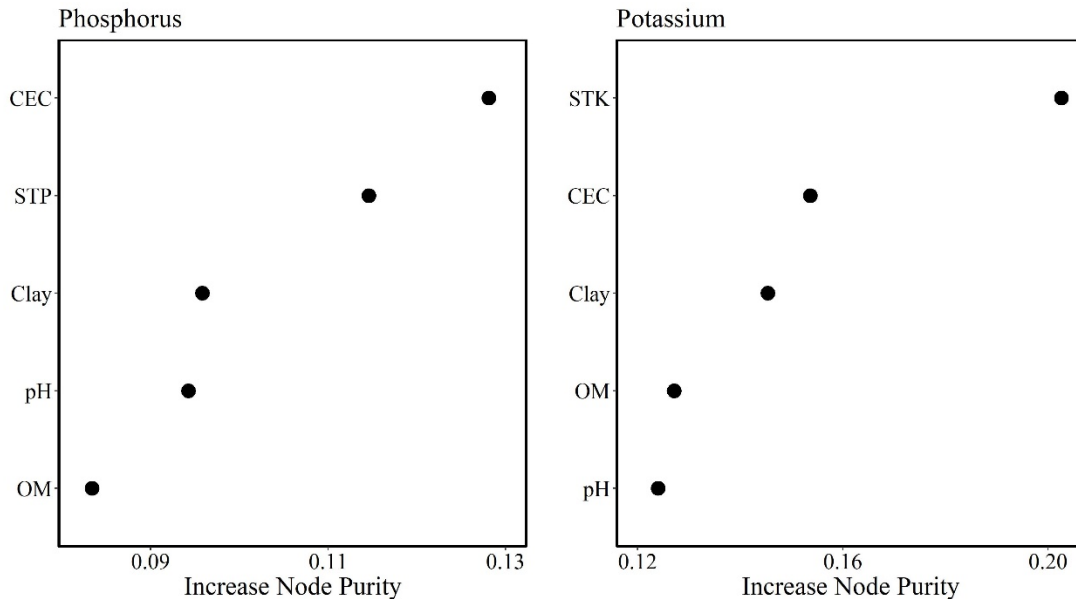 Phosphorus
CEC
STP
Clay
pH
OM
0.09 0.11 0.13
Increase Node Purity
Potassium
STK
CEC
Clay
OM
pH
0.12 0.16 0.20
Increase Node Purity